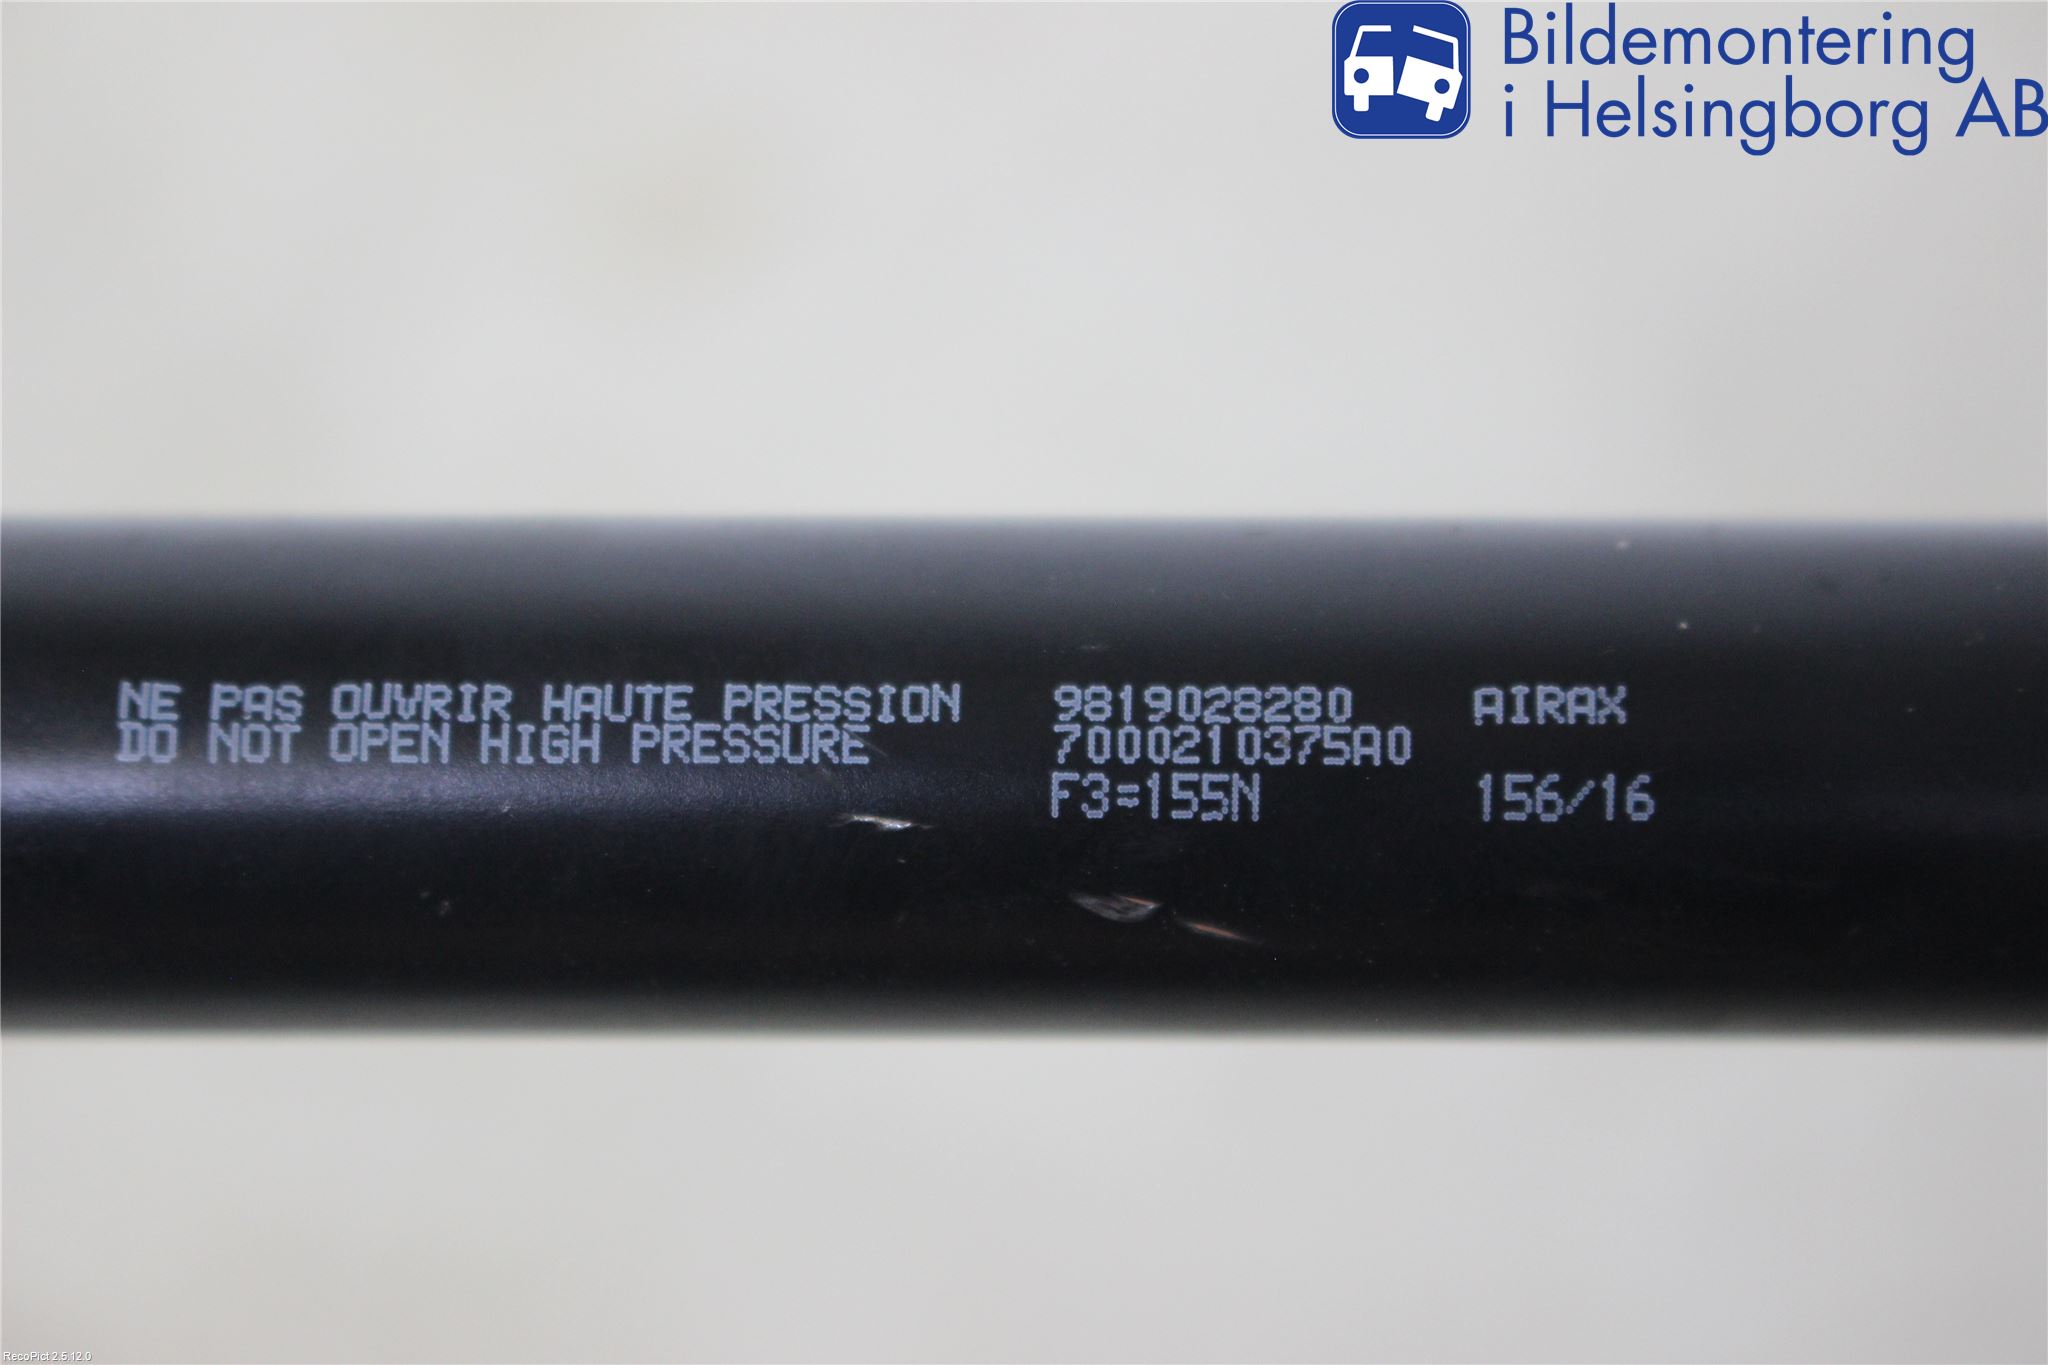 Bildemontering
i Helsingborg AB
NE PAS OUVRIR HAUTE PRESSION 9819028280 AIRAX
DO NOT OPEN HIGH PRESSURE 7000210375A0
F3=155N 156/16
RecoPict 2.5.12.0